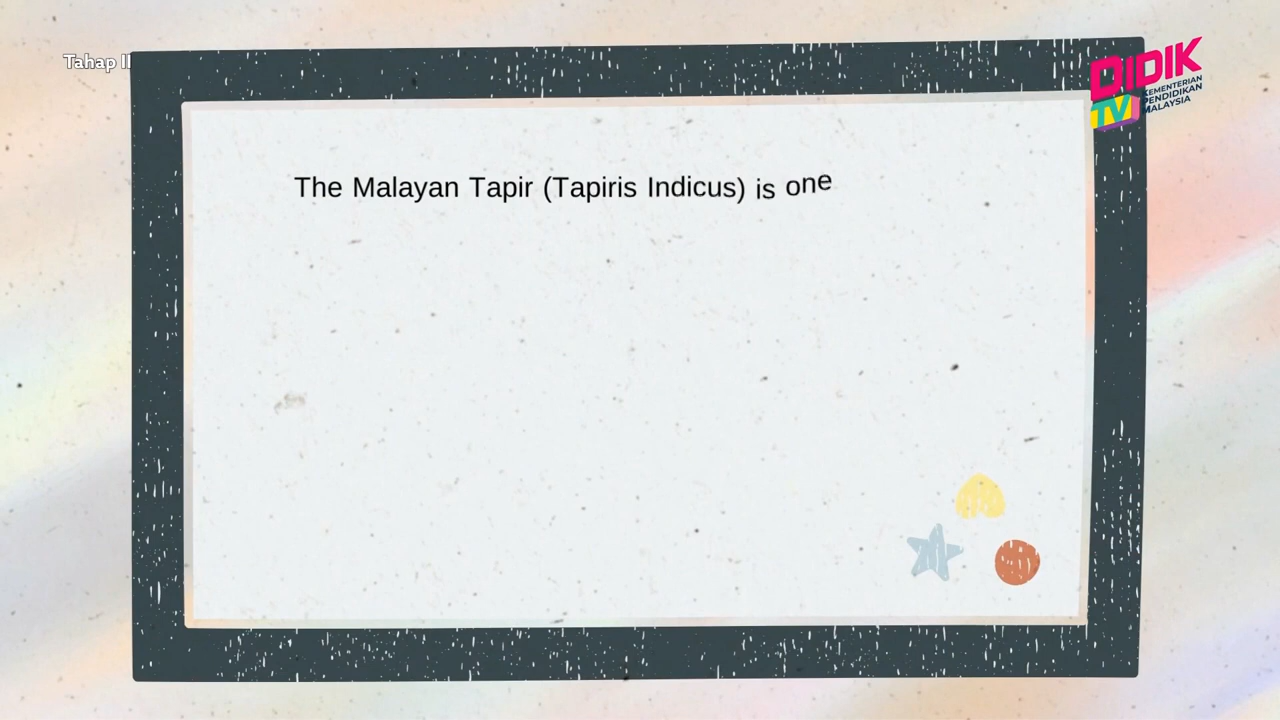 Tahap II
DIDIK
TV
KEMENTERIAN
PENDIDIKAN
MALAYSIA
The Malayan Tapir (Tapiris Indicus) is one